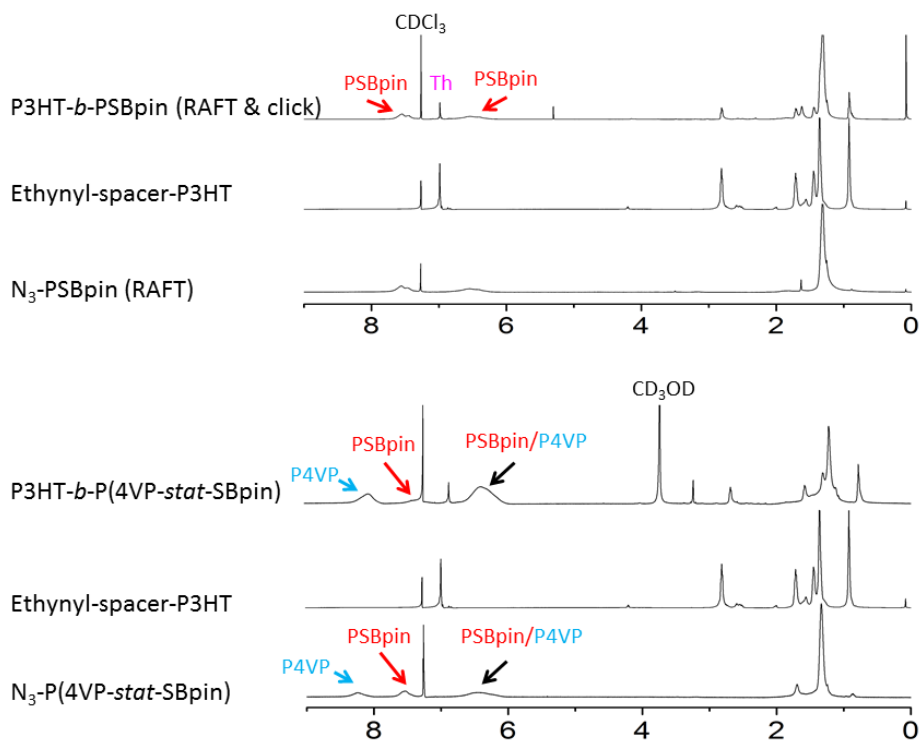 CDCl3
PSBpin Th PSBpin
P3HT-b-PSBpin (RAFT & click)
Ethynyl-spacer-P3HT
N3-PSBpin (RAFT)
8 6 4 2 0
CD3OD
P4VP PSBpin PSBpin/P4VP
P3HT-b-P(4VP-stat-SBpin)
Ethynyl-spacer-P3HT
P4VP PSBpin PSBpin/P4VP
N3-P(4VP-stat-SBpin)
8 6 4 2 0